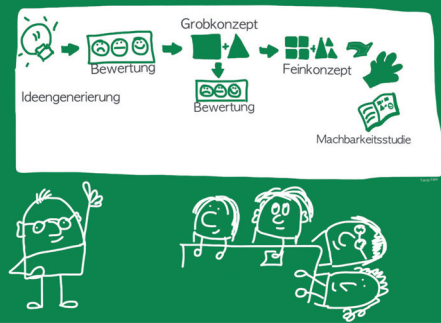 Grobkonzept
Bewertung
Feinkonzept
Ideengenerierung
Bewertung
Machbarkeitsstudie